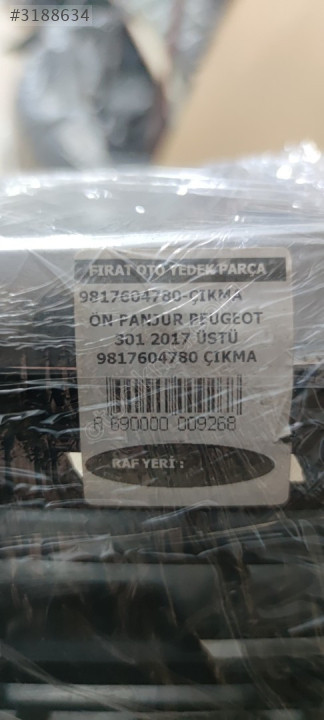 #3188634
FIRAT OTO YEDEK PARÇA
9817604780-ÇIKMA
ÖN PANJUR PEUGEOT
301 2017 ÜSTÜ
9817604780 ÇIKMA
A 690000 009268
RAF YERİ :